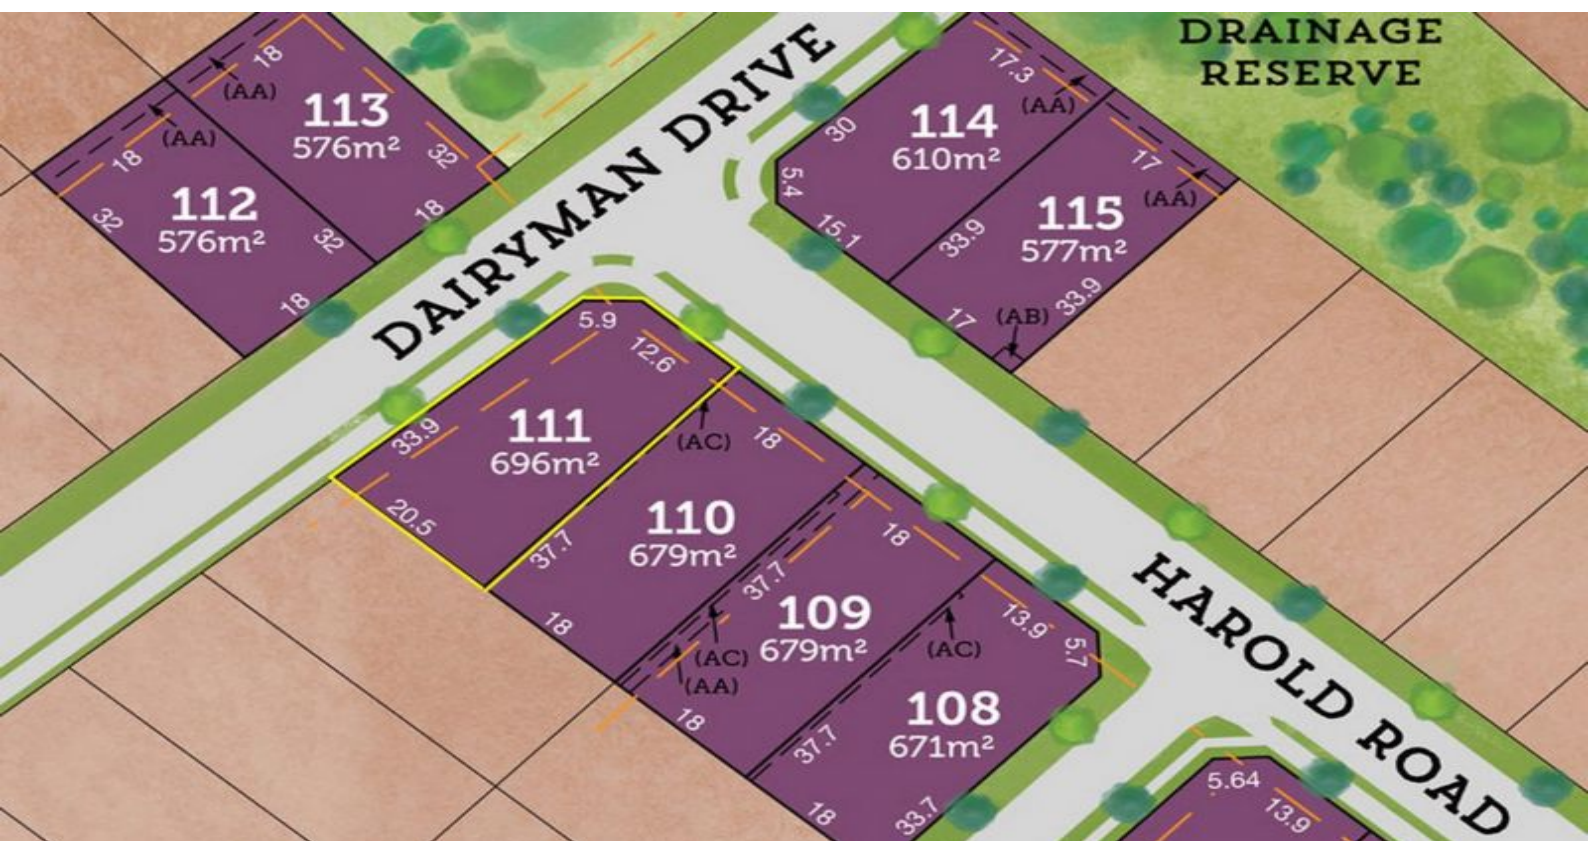 DRAINAGE
RESERVE
DAIRYMAN DRIVE
HAROLD ROAD
18
(AA)
113
576m²
32
18
(AA)
18
112
576m²
32
32
18
17.3
(AA)
114
610m²
30
5.4
15.1
17
(AA)
115
577m²
33.9
33.9
17
(AB)
5.9
12.6
111
696m²
33.9
20.5
(AC)
18
110
679m²
37.7
18
18
37.7
109
679m²
(AC)
(AA)
18
13.9
5.7
(AC)
108
671m²
37.7
18
33.7
5.64
13.9